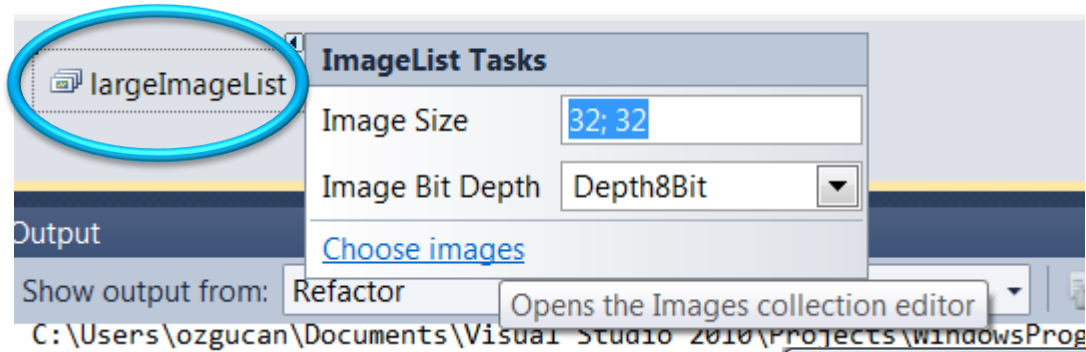 largeImageList
ImageList Tasks
Image Size 32; 32
Image Bit Depth Depth8Bit
Choose images
Output
Show output from: Refactor
Opens the Images collection editor
C:\Users\ozgucan\Documents\Visual Studio 2010\Projects\WindowsProg